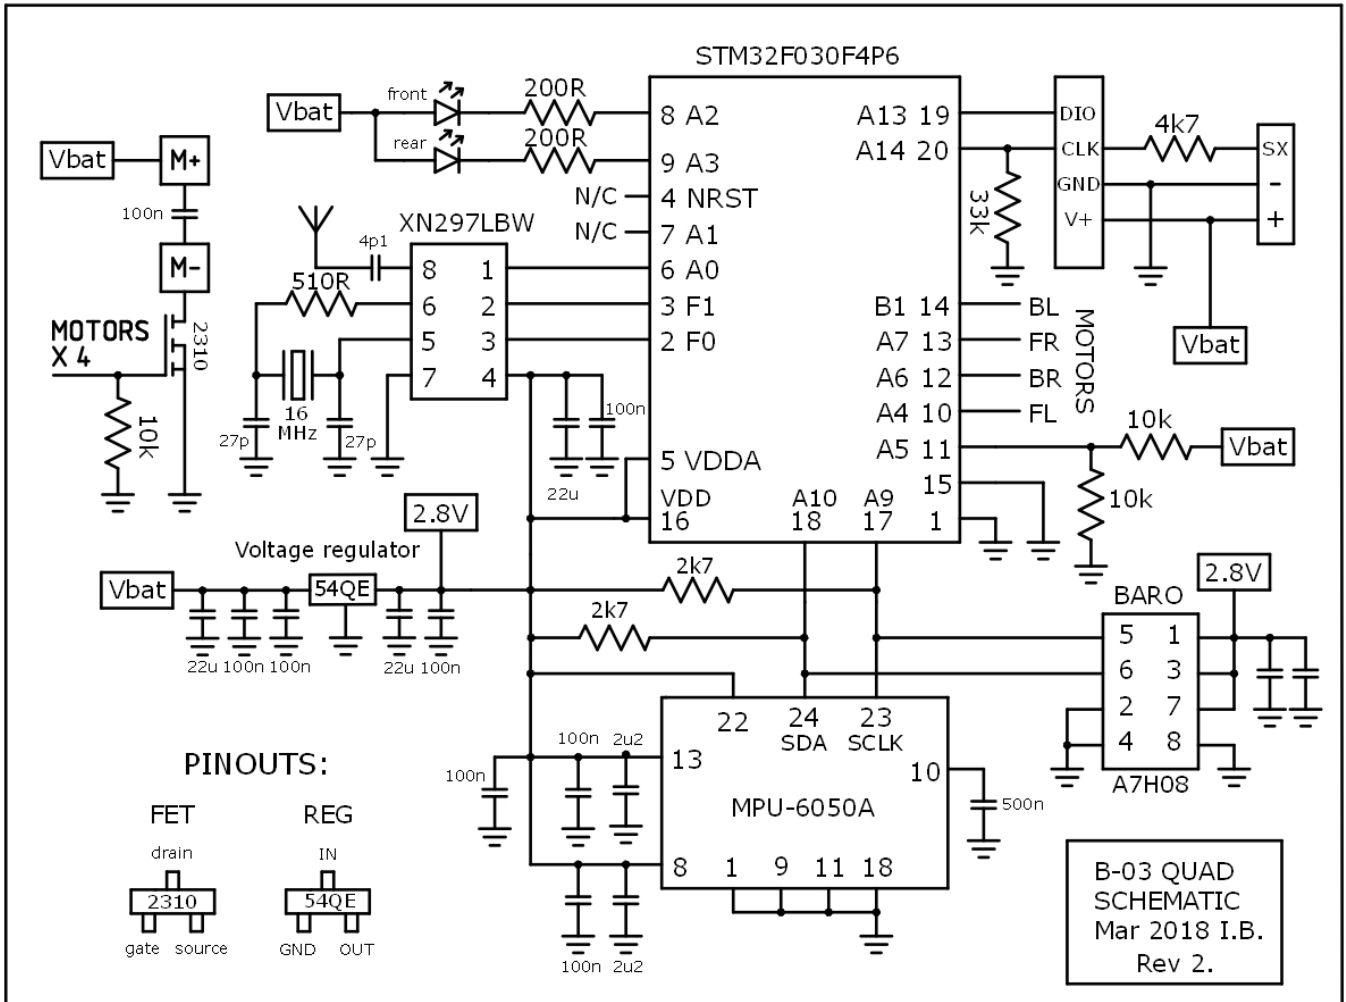 STM32F030F4P6
Vbat
front
200R
rear
200R
8 A2
9 A3
N/C
4 NRST
N/C
7 A1
6 A0
3 F1
2 F0
5 VDDA
VDD
16
A10
18
A9
17
A13 19
A14 20
B1 14
A7 13
A6 12
A4 10
A5 11
15
1
DIO
CLK
GND
V+
4k7
SX
-
+
33k
Vbat
BL
FR
BR
FL
MOTORS
10k
Vbat
10k
Vbat
M+
100n
M-
2310
MOTORS
X 4
10k
XN297LBW
4p1
510R
8 1
6 2
5 3
7 4
16
MHz
27p
27p
100n
22u
2.8V
Voltage regulator
Vbat
54QE
22u
100n
100n
22u
100n
2k7
2k7
2.8V
BARO
5 1
6 3
2 7
4 8
A7H08
22
24
SDA
23
SCLK
13
10
MPU-6050A
8
1
9
11
18
100n
100n
2u2
500n
100n
2u2
PINOUTS:
FET
drain
2310
gate
source
REG
IN
54QE
GND
OUT
B-03 QUAD
SCHEMATIC
Mar 2018 I.B.
Rev 2.